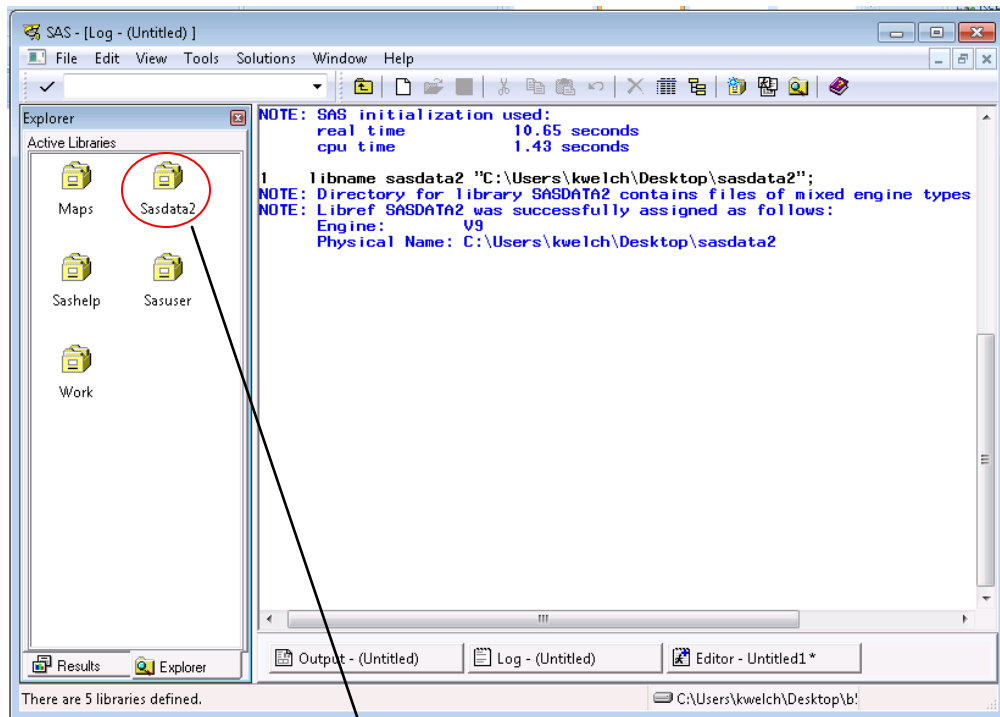 SAS - [Log - (Untitled) ]
File Edit View Tools Solutions Window Help
Explorer
Active Libraries
Maps
Sasdata2
Sashelp
Sasuser
Work
NOTE: SAS initialization used:
real time 10.65 seconds
cpu time 1.43 seconds
1 libname sasdata2 "C:\Users\kwelch\Desktop\sasdata2";
NOTE: Directory for library SASDATA2 contains files of mixed engine types
NOTE: Libref SASDATA2 was successfully assigned as follows:
Engine: V9
Physical Name: C:\Users\kwelch\Desktop\sasdata2
Results
Explorer
Output - (Untitled)
Log - (Untitled)
Editor - Untitled1 *
There are 5 libraries defined.
C:\Users\kwelch\Desktop\b